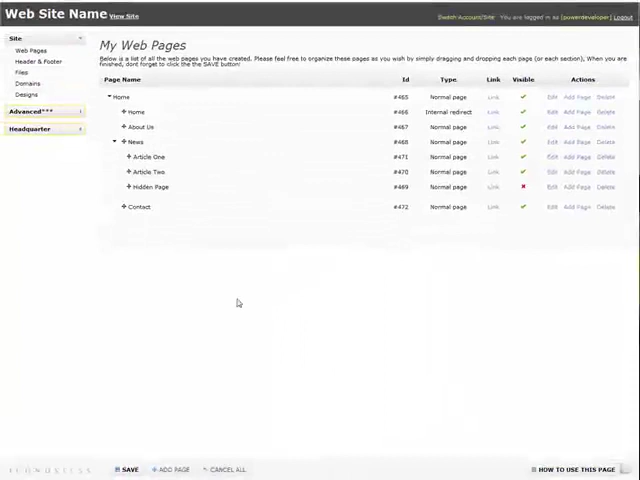 Web Site Name View Site
Switch Account/Site You are logged in as [powerdeveloper] Logout
Site
Web Pages
Header & Footer
Files
Domains
Designs
Advanced***
Headquarter
My Web Pages
Below is a list of all the web pages you have created. Please feel free to organize these pages as you wish by simply dragging and dropping each page (or each section), When you are
finished, dont forget to click the the SAVE button!
Page Name Id Type Link Visible Actions
Home #465 Normal page Link Edit Add Page Delete
Home #466 Internal redirect Link Edit Add Page Delete
About Us #467 Normal page Link Edit Add Page Delete
News #468 Normal page Link Edit Add Page Delete
Article One #471 Normal page Link Edit Add Page Delete
Article Two #470 Normal page Link Edit Add Page Delete
Hidden Page #469 Normal page Link Edit Add Page Delete
Contact #472 Normal page Link Edit Add Page Delete
SAVE ADD PAGE CANCEL ALL HOW TO USE THIS PAGE